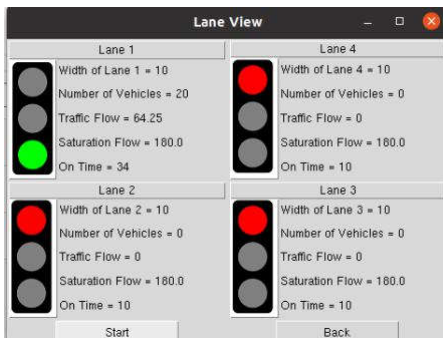 Lane View
Lane 1
Width of Lane 1 = 10
Number of Vehicles = 20
Traffic Flow = 64.25
Saturation Flow = 180.0
On Time = 34
Lane 4
Width of Lane 4 = 10
Number of Vehicles = 0
Traffic Flow = 0
Saturation Flow = 180.0
On Time = 10
Lane 2
Width of Lane 2 = 10
Number of Vehicles = 0
Traffic Flow = 0
Saturation Flow = 180.0
On Time = 10
Lane 3
Width of Lane 3 = 10
Number of Vehicles = 0
Traffic Flow = 0
Saturation Flow = 180.0
On Time = 10
Start
Back